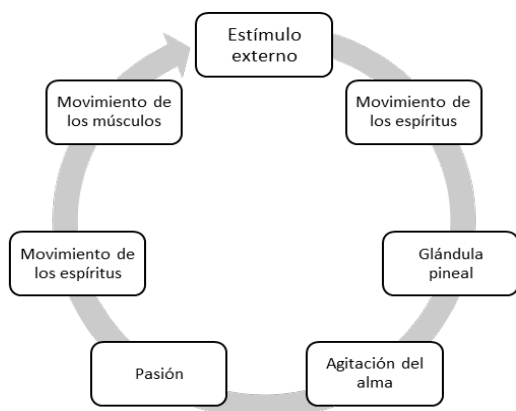 Estímulo
externo
Movimiento de
los espíritus
Glándula
pineal
Agitación del
alma
Pasión
Movimiento de
los espíritus
Movimiento de
los músculos